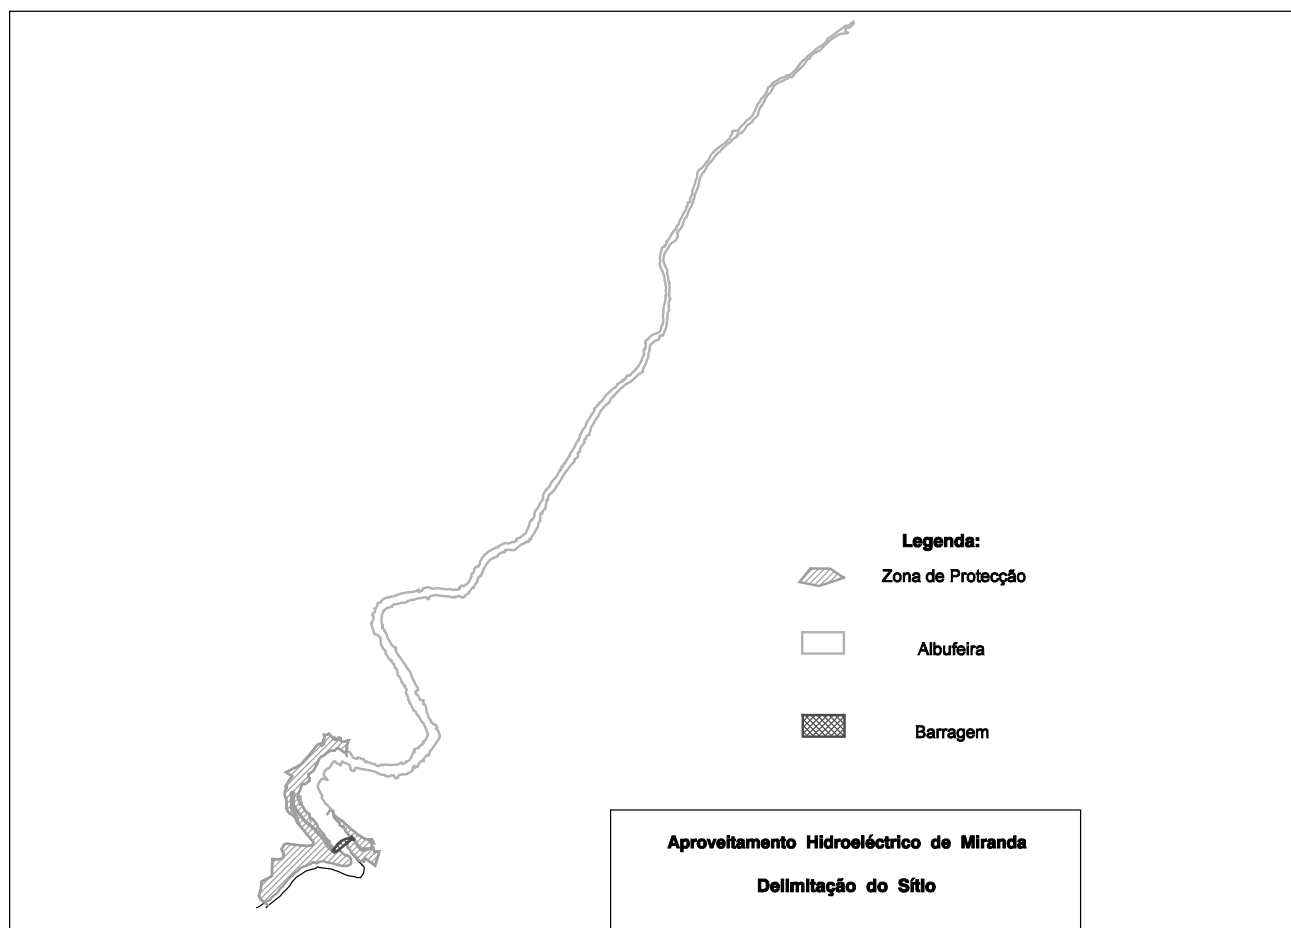 Legenda:
Zona de Protecção
Albufeira
Barragem
Aproveitamento Hidroeléctrico de Miranda
Delimitação do Sítio